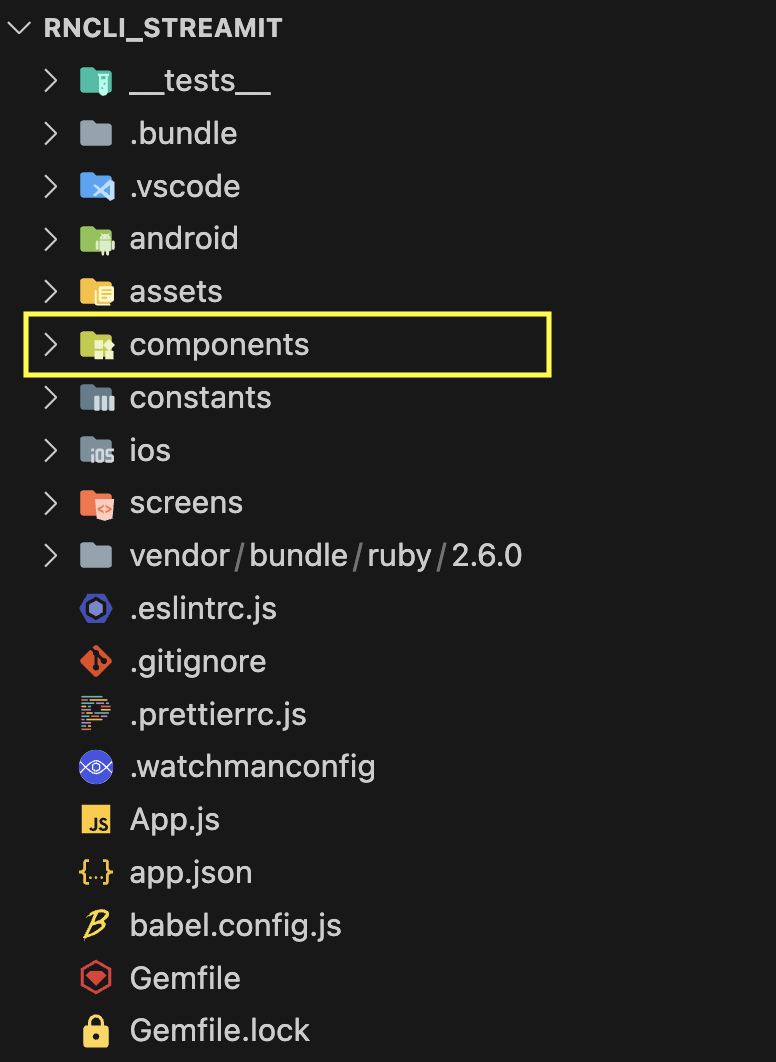 RNCLI_STREAMIT
__tests__
.bundle
.vscode
android
assets
components
constants
ios
screens
vendor/bundle/ruby/2.6.0
.eslintrc.js
.gitignore
.prettierrc.js
.watchmanconfig
App.js
app.json
babel.config.js
Gemfile
Gemfile.lock